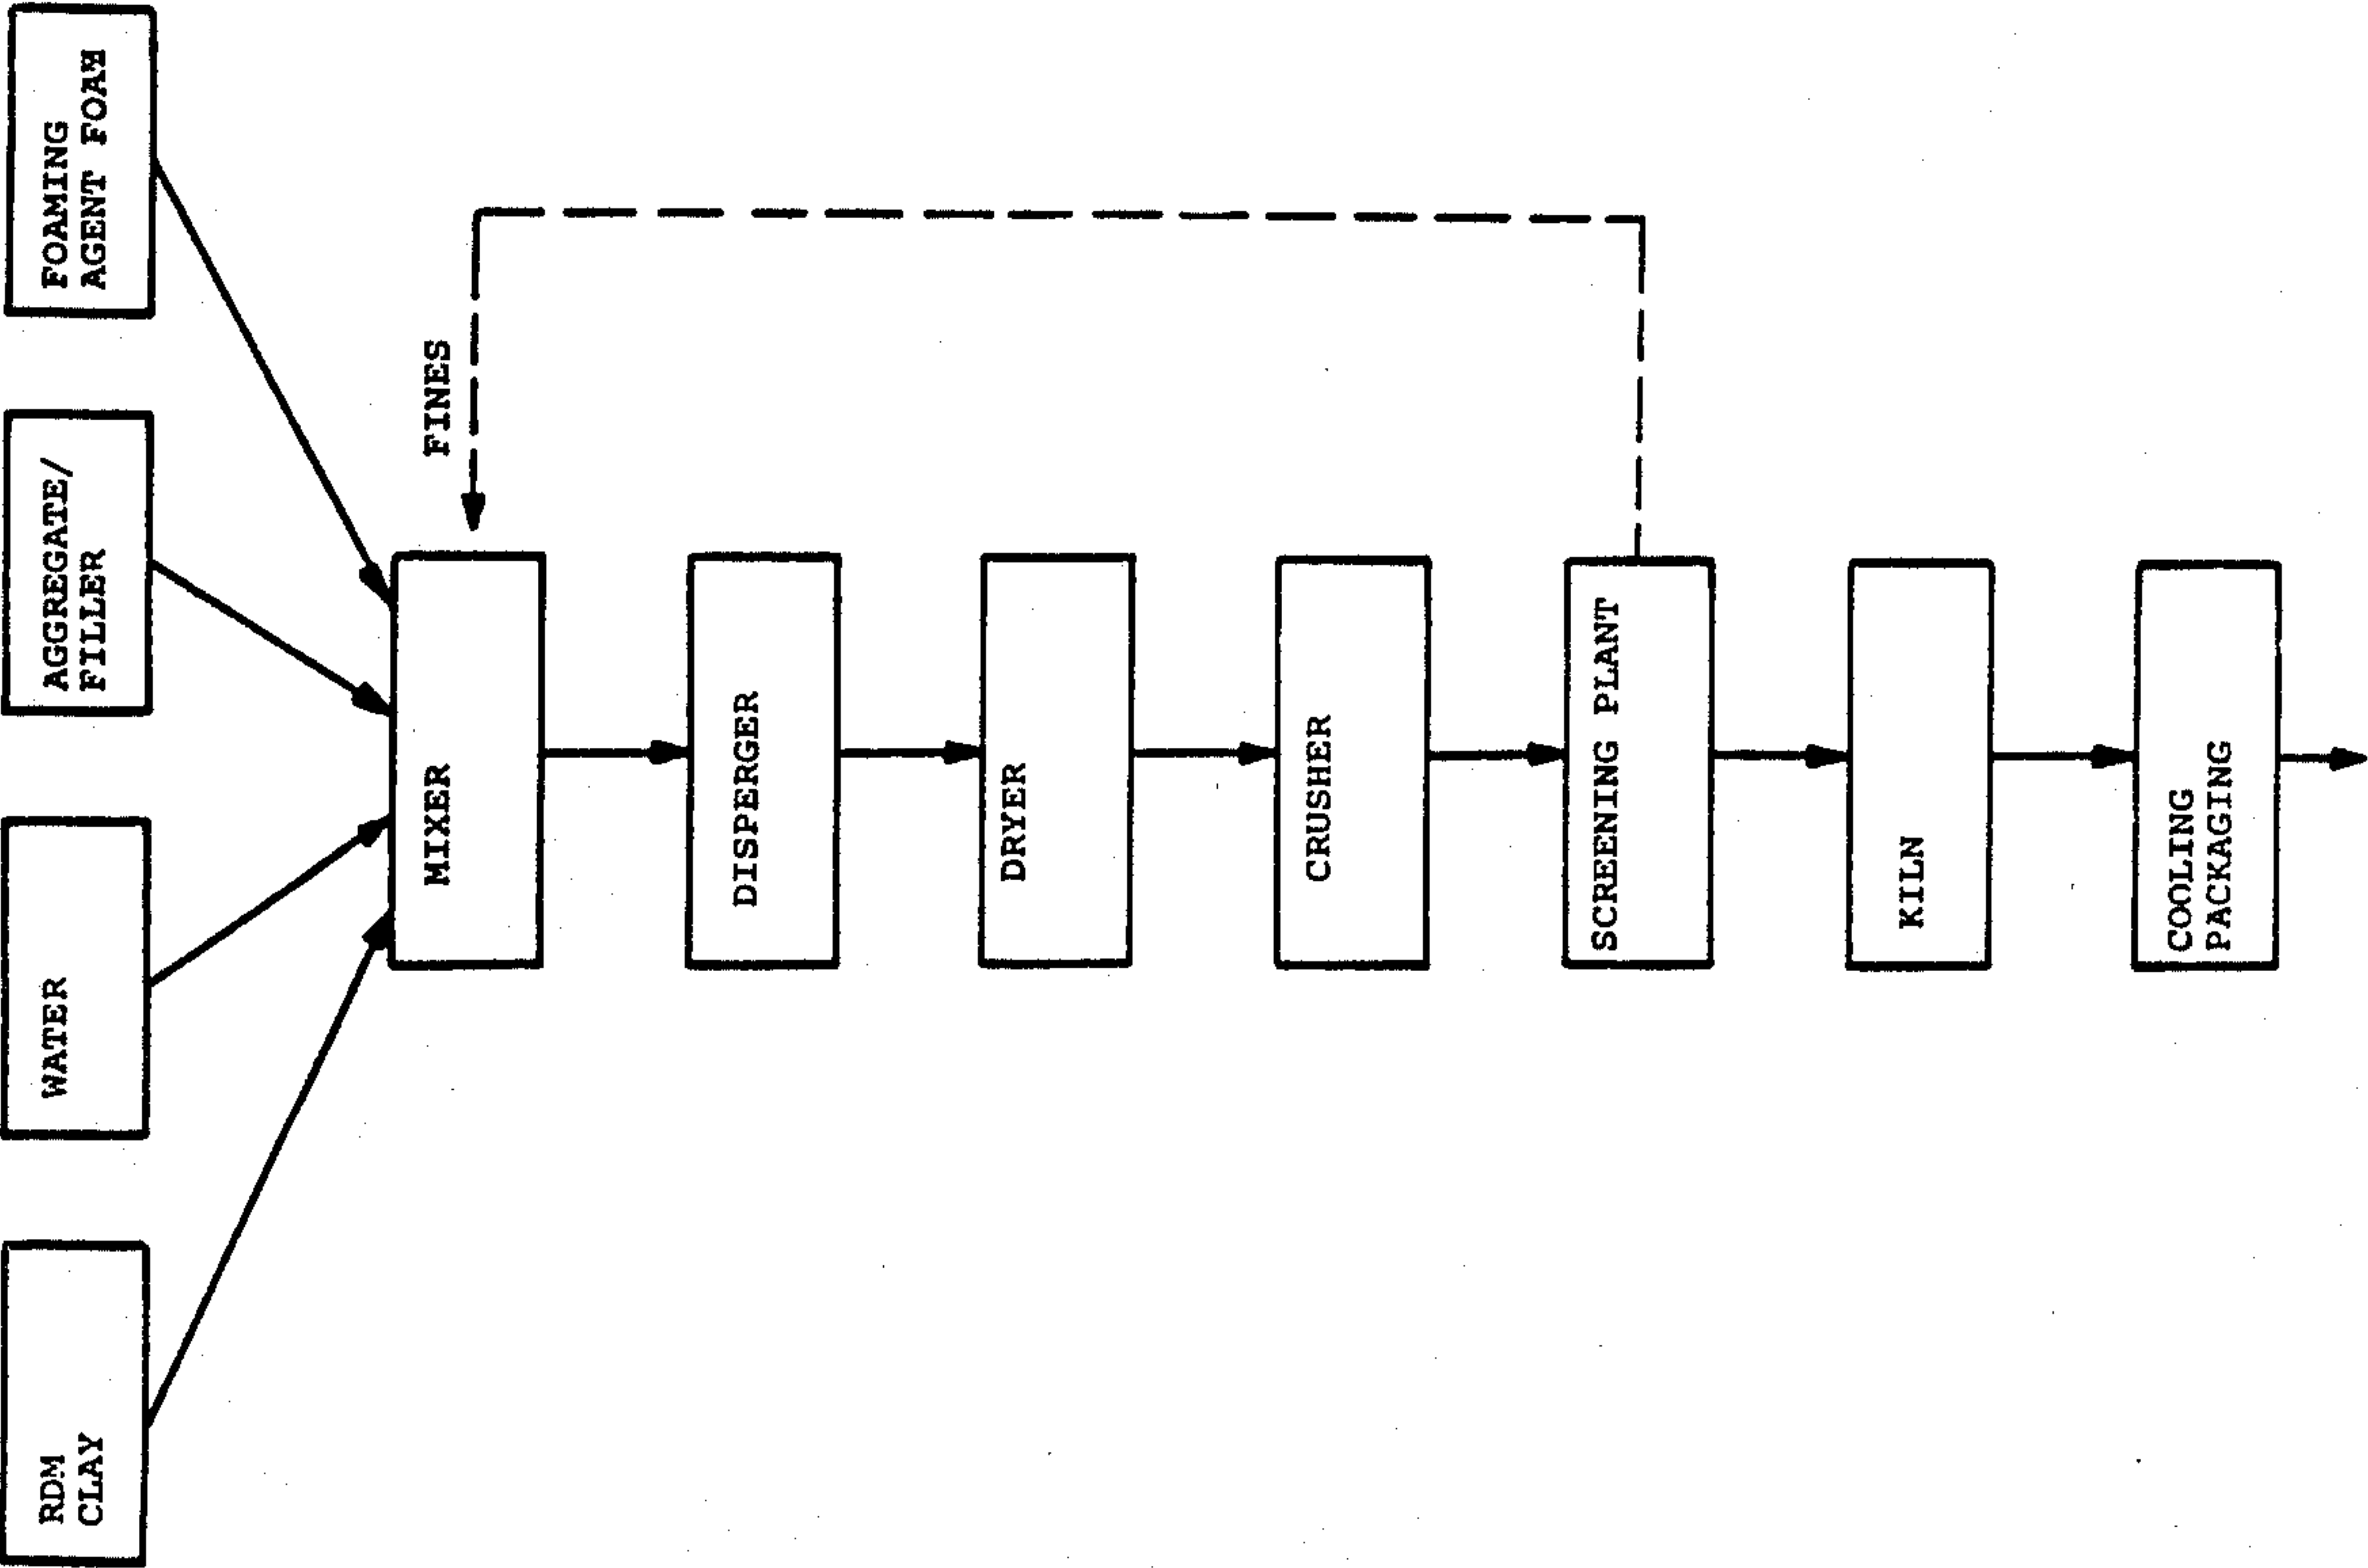 RDM
CLAY
WATER
AGGREGATE/
FILLER
FOAMING
AGENT FOAM
FINES
MIXER
DISPERGER
DRYER
CRUSHER
SCREENING PLANT
KILN
COOLING
PACKAGING